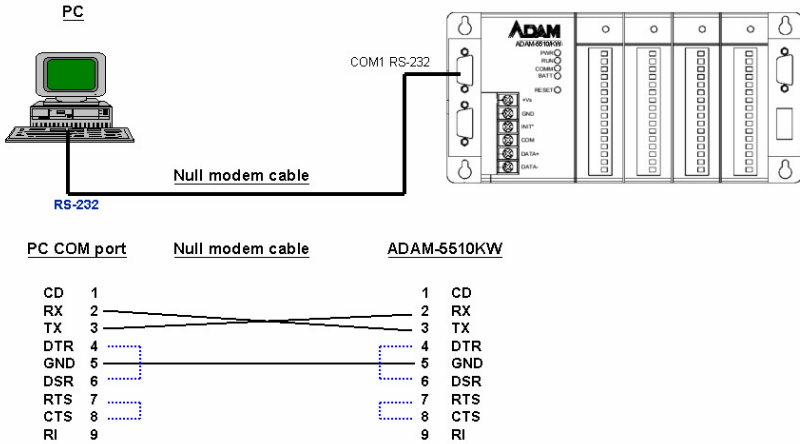 PC
ADAM
ADAM-5510/KW
PWR
RUN
COMM
BATT
RESET
COM1 RS-232
+Vs
GND
INIT*
COM
DATA+
DATA-
Null modem cable
RS-232
PC COM port Null modem cable ADAM-5510KW
CD 1 1 CD
RX 2 2 RX
TX 3 3 TX
DTR 4 4 DTR
GND 5 5 GND
DSR 6 6 DSR
RTS 7 7 RTS
CTS 8 8 CTS
RI 9 9 RI